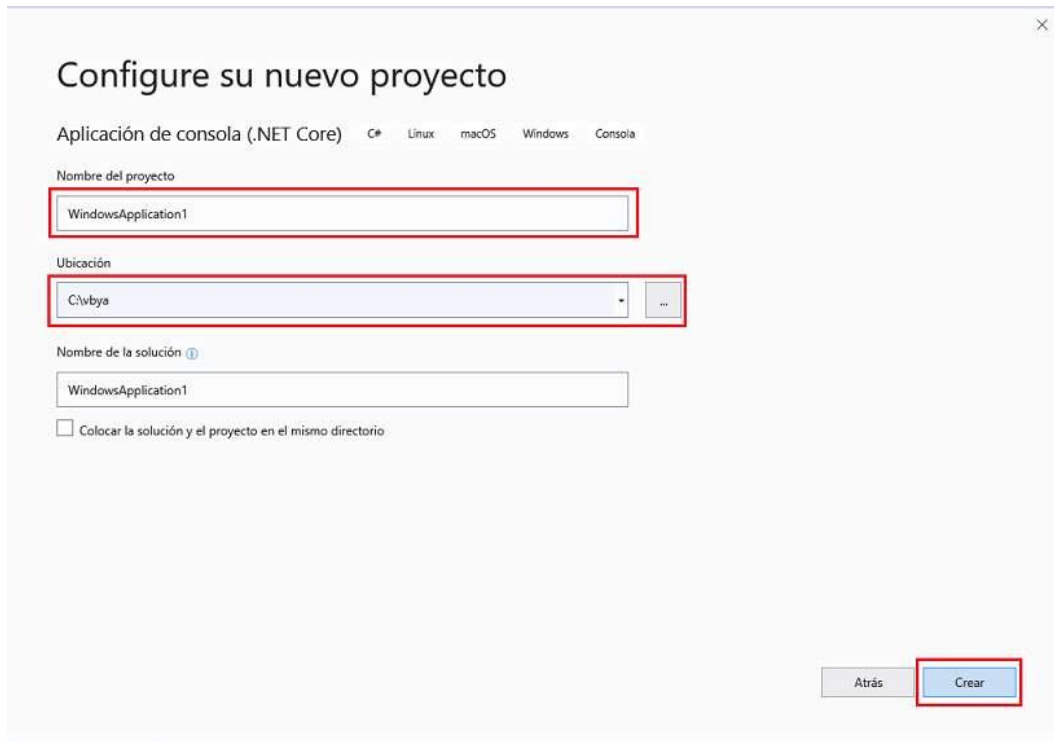 Configure su nuevo proyecto
Aplicación de consola (.NET Core) C# Linux macOS Windows Consola
Nombre del proyecto
WindowsApplication1
Ubicación
C:\vbya
...
Nombre de la solución
WindowsApplication1
Colocar la solución y el proyecto en el mismo directorio
Atrás Crear